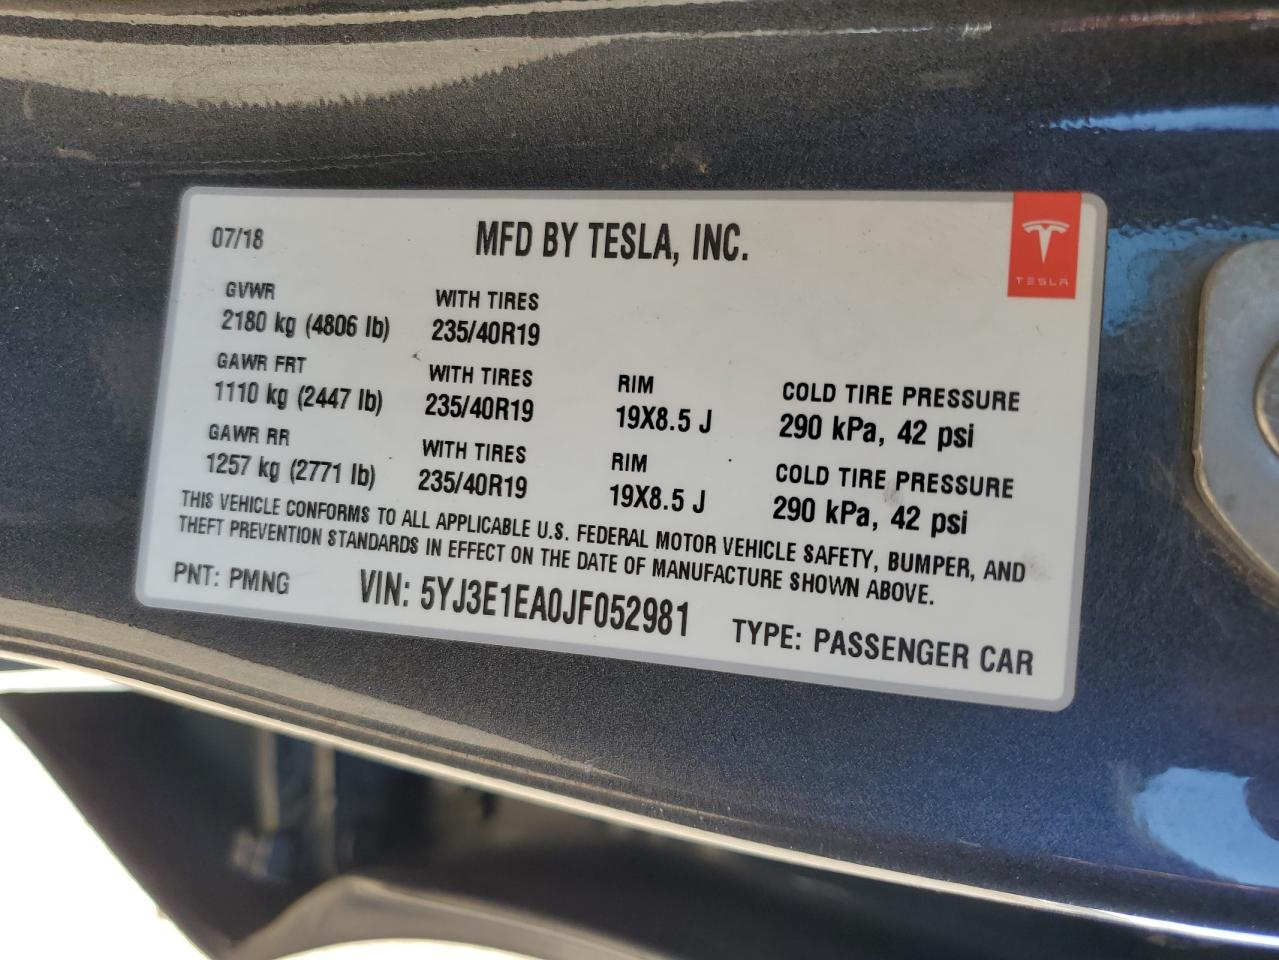 07/18
MFD BY TESLA, INC.
TESLA
GVWR
2180 kg (4806 lb)
WITH TIRES
235/40R19
GAWR FRT
1110 kg (2447 lb)
WITH TIRES
235/40R19
RIM
19X8.5 J
COLD TIRE PRESSURE
290 kPa, 42 psi
GAWR RR
1257 kg (2771 lb)
WITH TIRES
235/40R19
RIM
19X8.5 J
COLD TIRE PRESSURE
290 kPa, 42 psi
THIS VEHICLE CONFORMS TO ALL APPLICABLE U.S. FEDERAL MOTOR VEHICLE SAFETY, BUMPER, AND
THEFT PREVENTION STANDARDS IN EFFECT ON THE DATE OF MANUFACTURE SHOWN ABOVE.
PNT: PMNG
VIN: 5YJ3E1EA0JF052981
TYPE: PASSENGER CAR